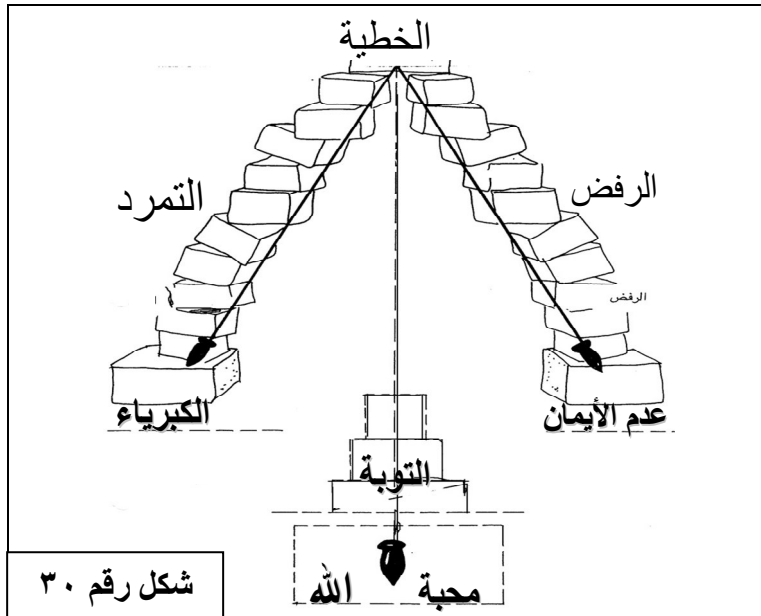 الخطية
الرفض
التمرد
الرفض
الكبرياء
عدم الأيمان
التوبة
محبة الله
شكل رقم ٣٠